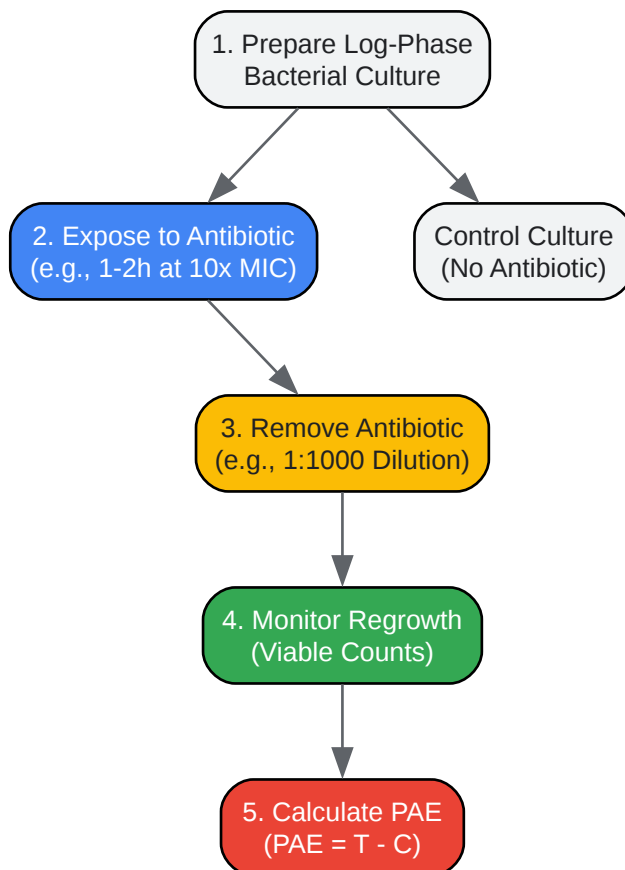 1. Prepare Log-Phase
Bacterial Culture
2. Expose to Antibiotic
(e.g., 1-2h at 10x MIC)
Control Culture
(No Antibiotic)
3. Remove Antibiotic
(e.g., 1:1000 Dilution)
4. Monitor Regrowth
(Viable Counts)
5. Calculate PAE
(PAE = T - C)